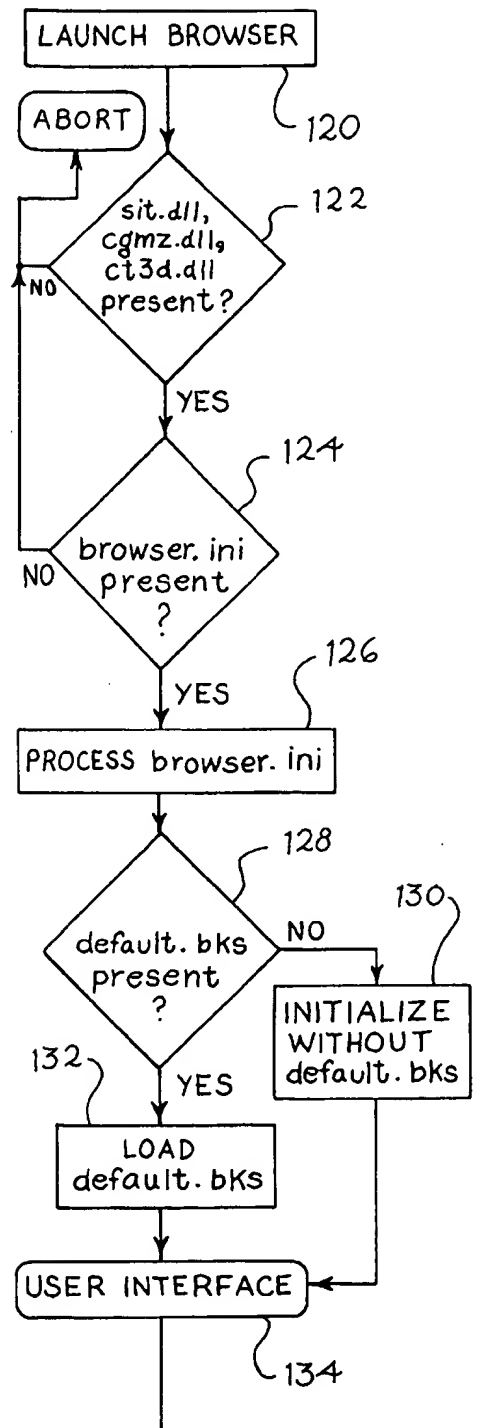 LAUNCH BROWSER
120
ABORT
sit.dll,
cgmz.dll,
ct3d.dll
present?
122
NO
YES
124
browser.ini
present
?
NO
YES
126
PROCESS browser.ini
128
default.bks
present
?
NO
130
INITIALIZE
WITHOUT
default.bks
132
YES
LOAD
default.bks
USER INTERFACE
134